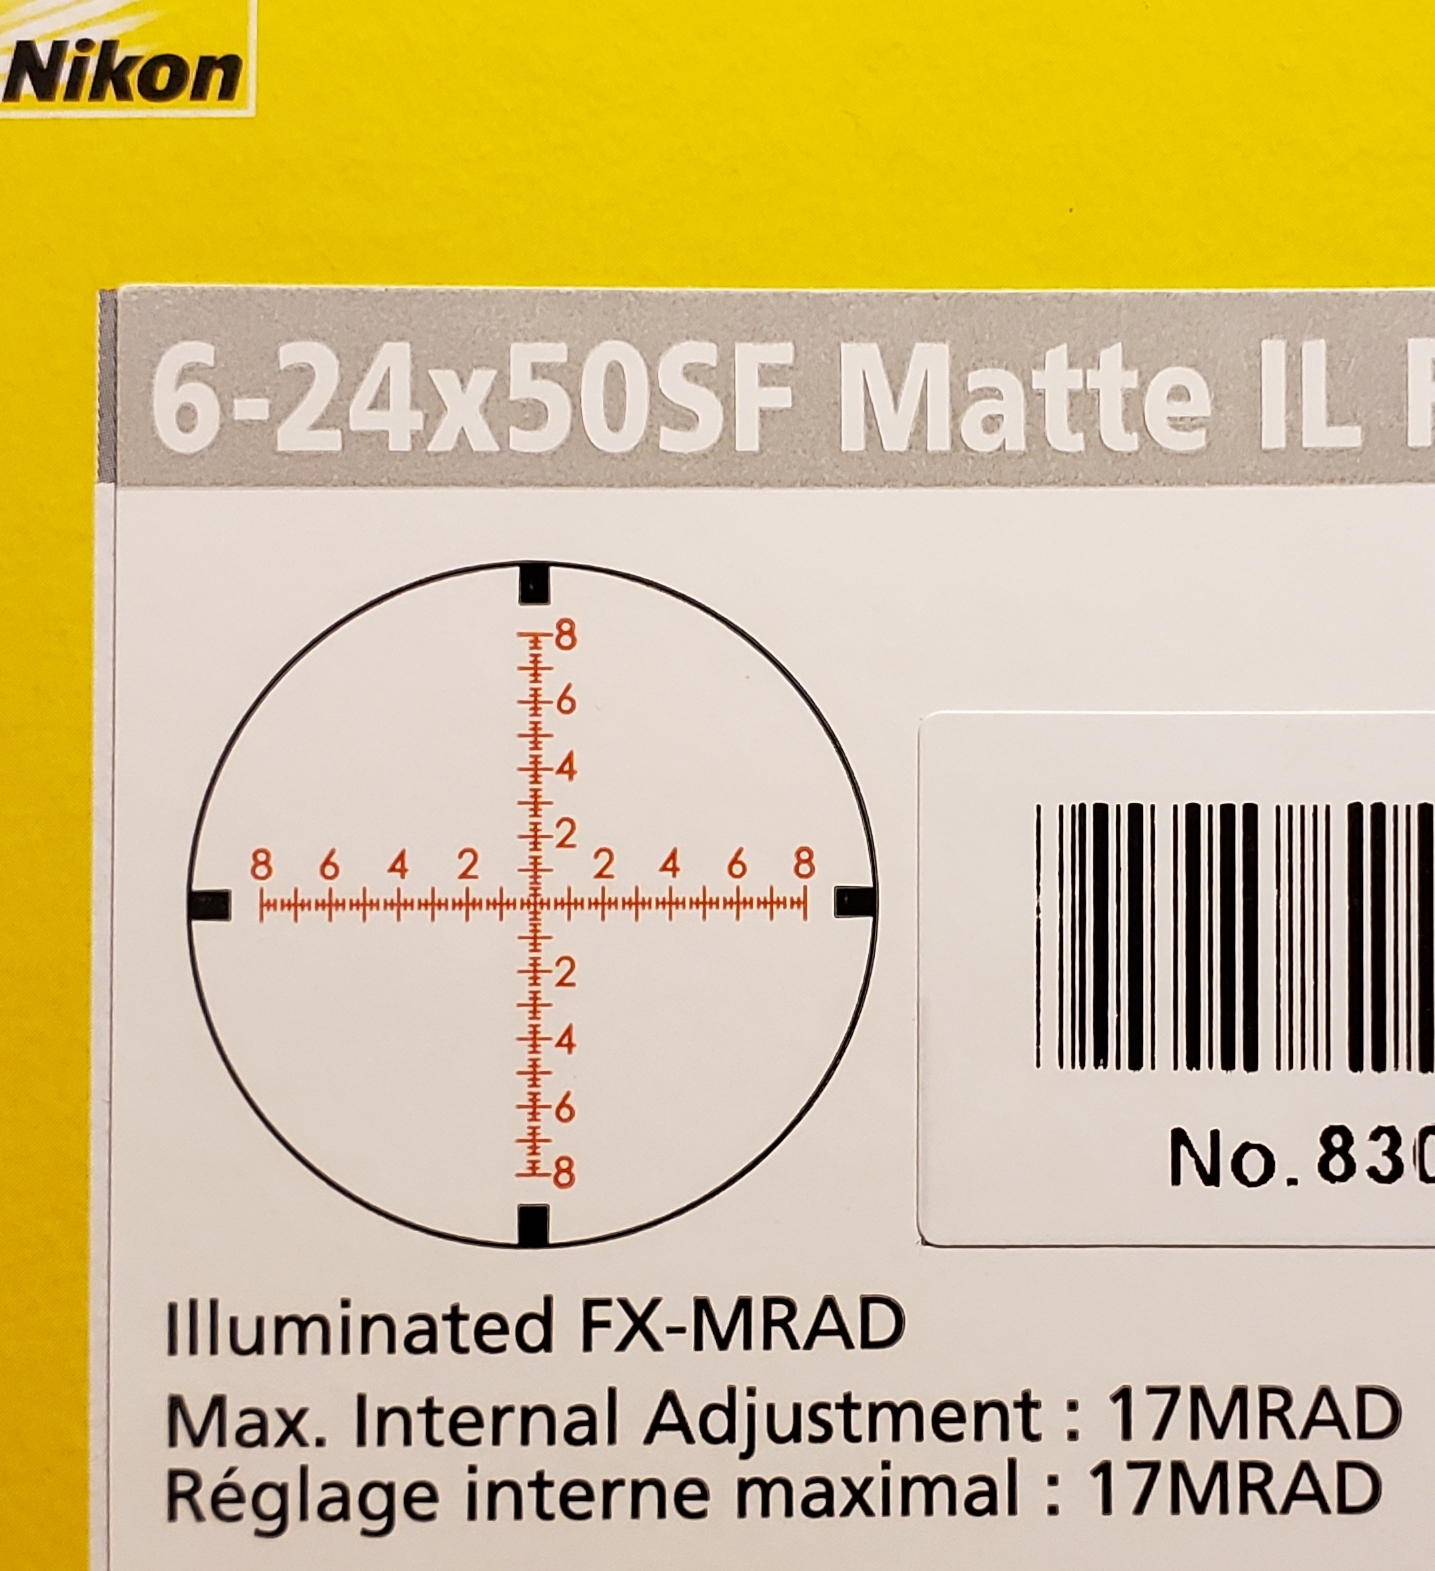 Nikon
6-24x50SF Matte IL
8
6
4
2
8 6 4 2 2 4 6 8
2
4
6
8
No. 830
Illuminated FX-MRAD
Max. Internal Adjustment : 17MRAD
Réglage interne maximal : 17MRAD